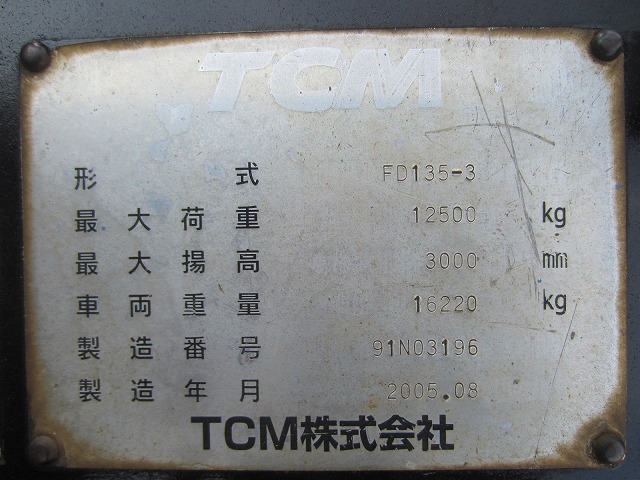 TCM
形式 FD135-3
最大荷重 12500 kg
最大揚高 3000 mm
車両重量 16220 kg
製造番号 91N03196
製造年月 2005.08
TCM株式会社